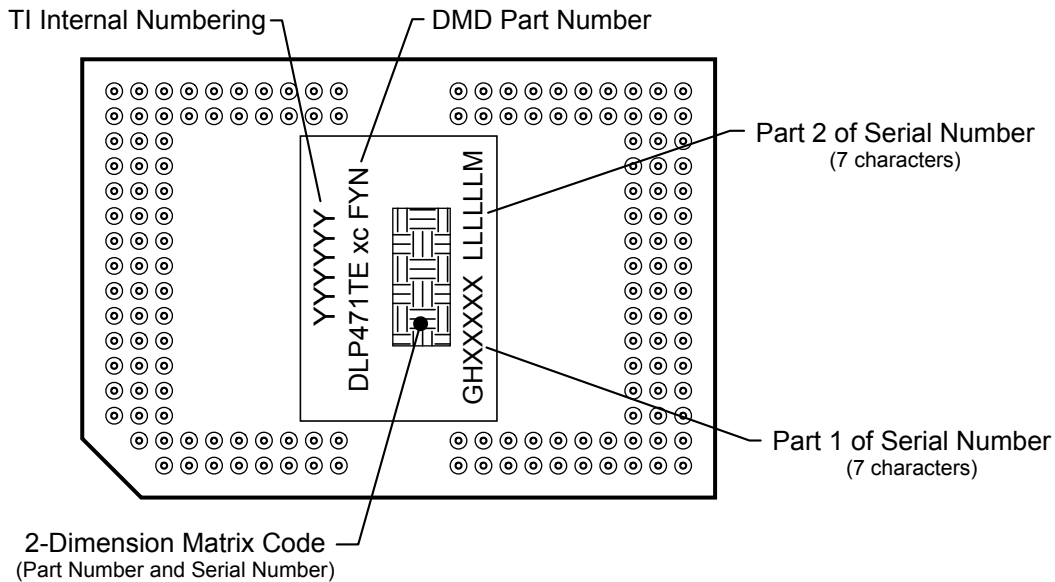 TI Internal Numbering
DMD Part Number
Part 2 of Serial Number
(7 characters)
YYYYYYY
DLP471TE xc FYN
GHXXXXX LLLLLLM
Part 1 of Serial Number
(7 characters)
2-Dimension Matrix Code
(Part Number and Serial Number)